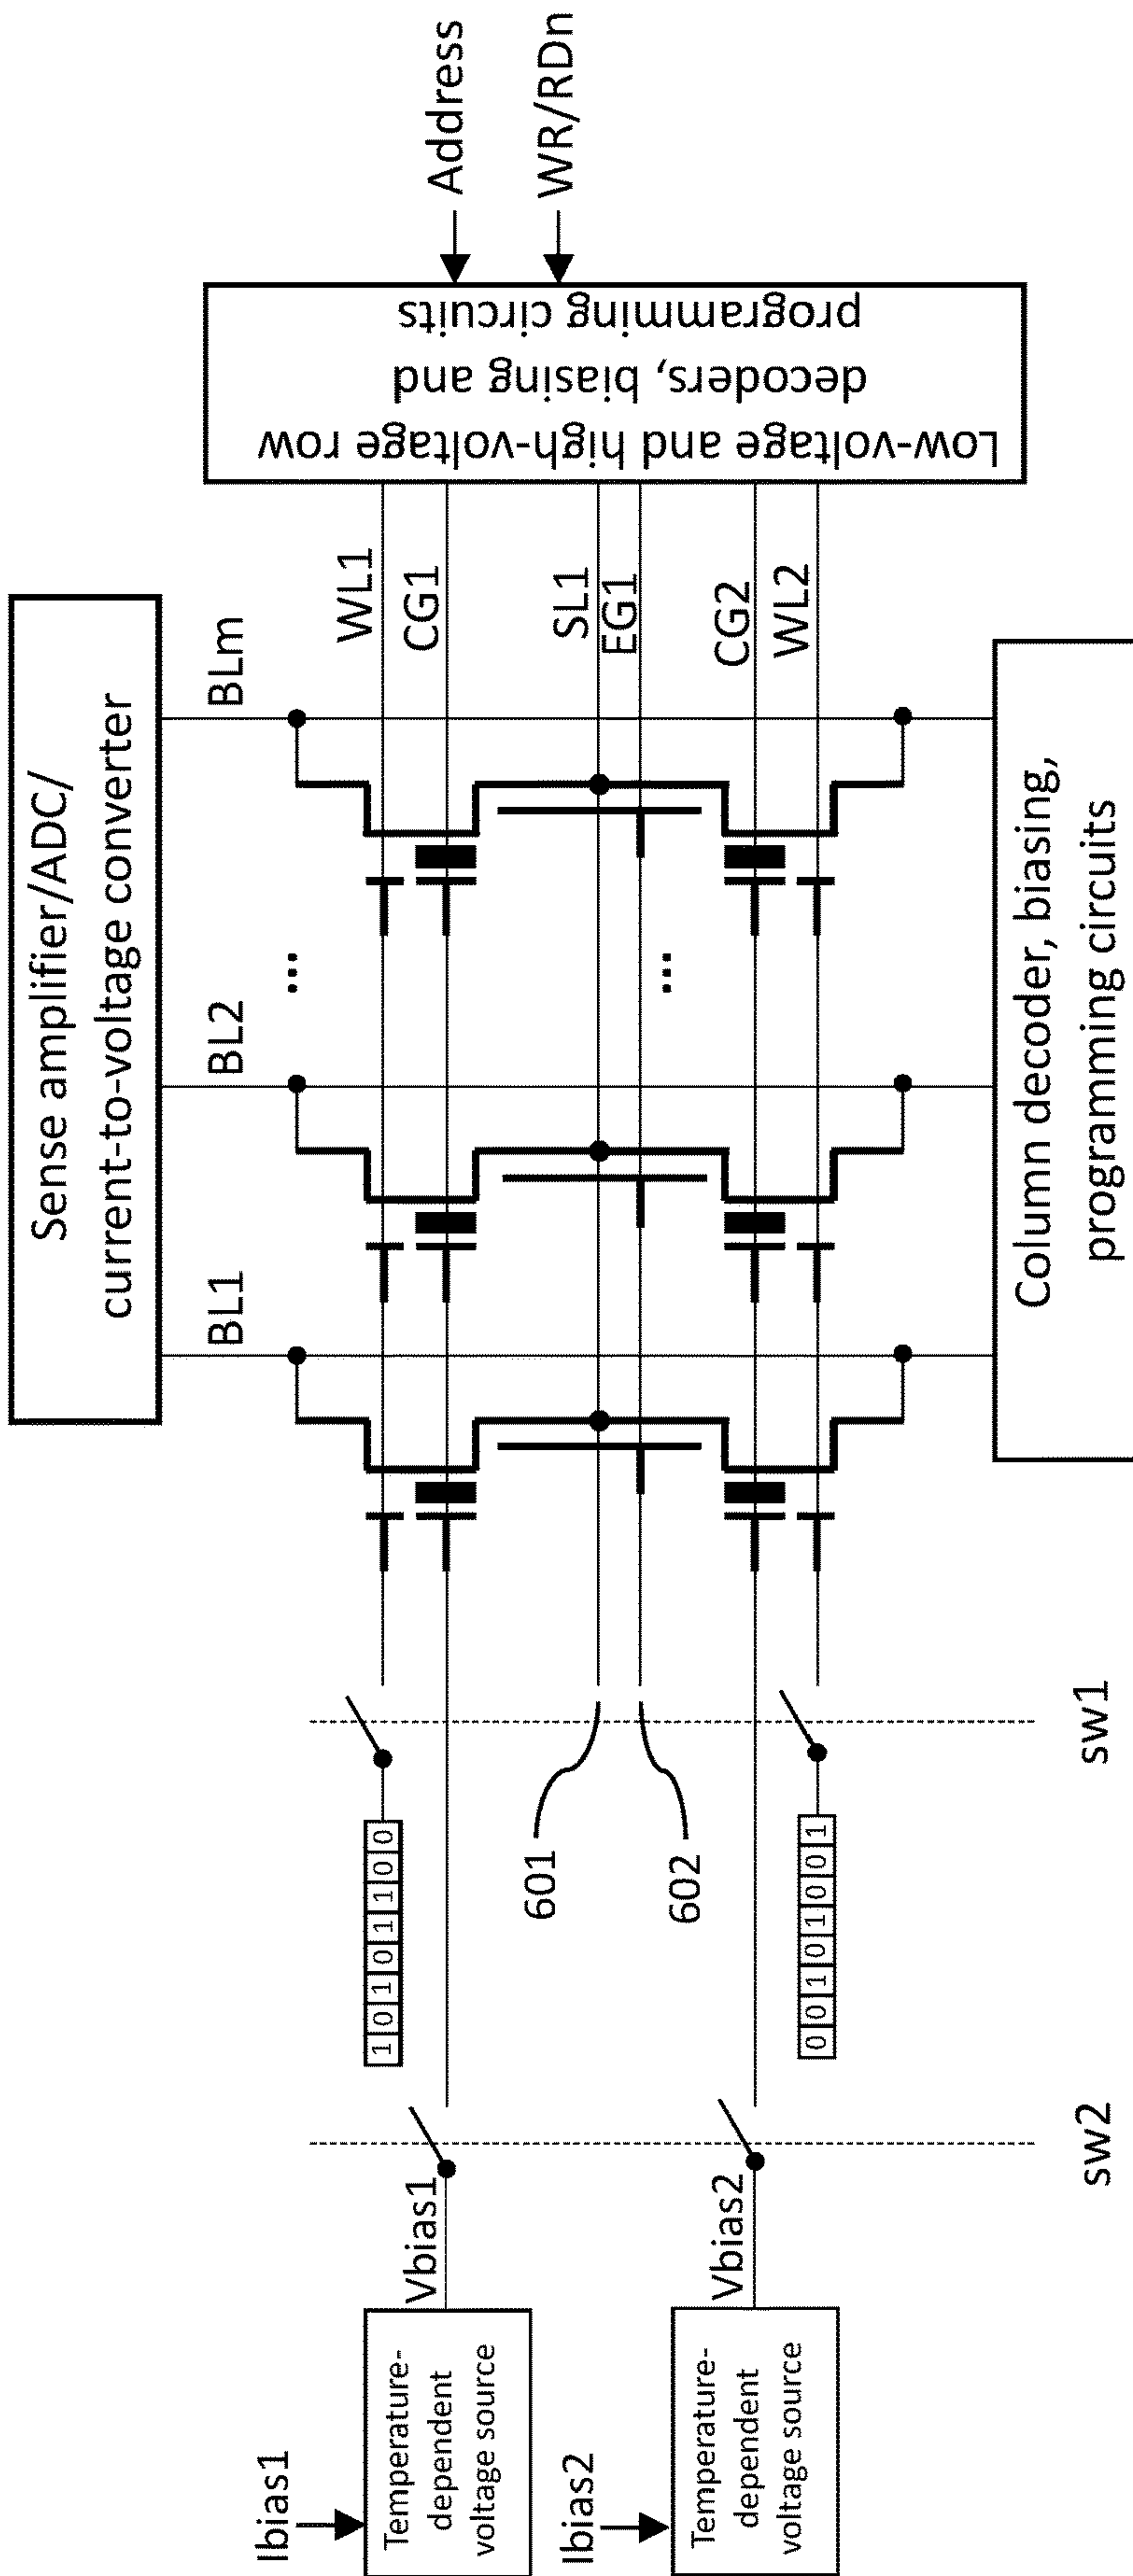 Sense amplifier/ADC/
current-to-voltage converter
BL1
BL2
BLm
Ibias1
Temperature-
dependent
voltage source
Vbias1
1 0 1 0 1 1 0 0
...
WL1
CG1
Low-voltage and high-voltage row
decoders, biasing and
programming circuits
Address
WR/RDn
601
602
...
SL1
EG1
Ibias2
Temperature-
dependent
voltage source
Vbias2
0 0 1 0 1 0 0 1
CG2
WL2
sw2
sw1
Column decoder, biasing,
programming circuits